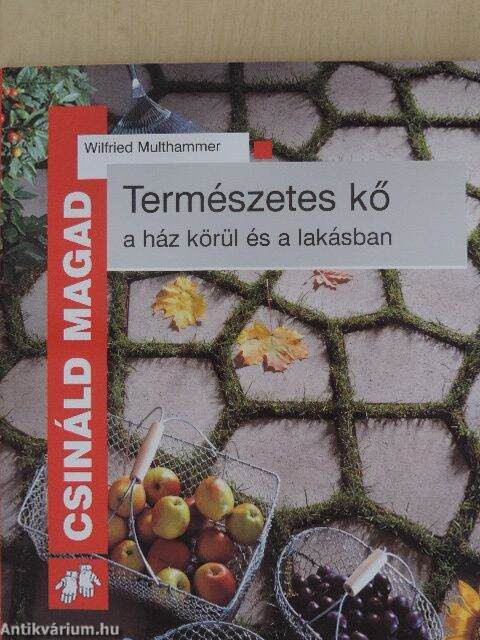 Wilfried Multhammer
Természetes kő
a ház körül és a lakásban
CSINÁLD MAGAD
Antikvárium.hu